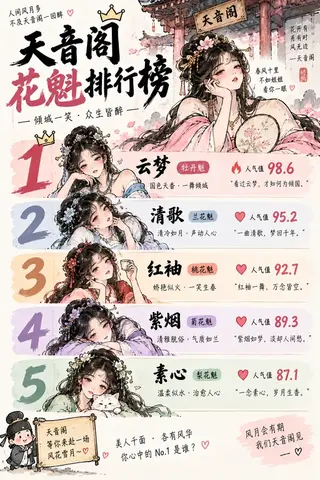 人间风月多
不及天音阁一回眸
天音阁
花魁排行榜
— 倾城一笑·众生皆醉 —
天音阁
春风十里
不如姐姐
看你一眼
花开有
—天音阁
1
云梦
牡丹魁
国色天香·一舞倾城
人气值 98.6
“看过云梦，才知何为倾国。”
2
清歌
兰花魁
清冷如月·声动人心
人气值 95.2
“一曲清歌，梦回千年。”
3
红袖
桃花魁
娇艳似火·一笑生春
人气值 92.7
“红袖一舞，万恋皆空。”
4
紫烟
菊花魁
清雅脱俗·气质如兰
人气值 89.3
“紫烟如梦，淡却人间愁。”
5
素心
梨花魁
温柔似水·治愈人心
人气值 87.1
“一念素心，岁月生香。”
天音阁
等你来赴一场
风花雪月~
美人千面·各有风华
你心中的 No.1 是谁？
风月会有期
我们天音阁见